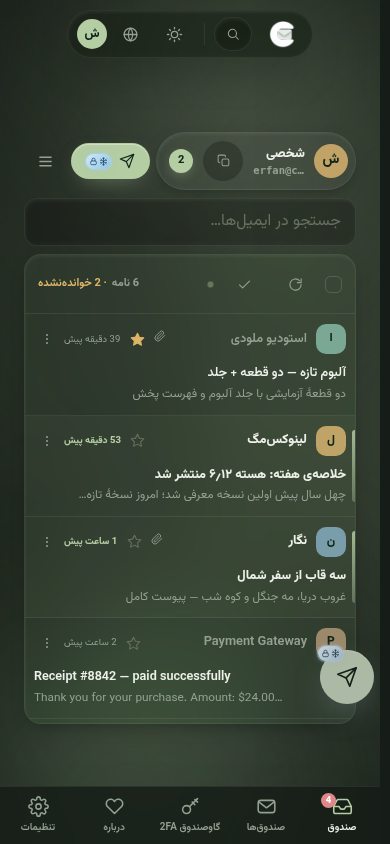 ش
شخصی
ش
erfan@c…
2
جستجو در ایمیل‌ها…
6 نامه · 2 خوانده‌نشده
ا
استودیو ملودی
39 دقیقه پیش
آلبوم تازه — دو قطعه + جلد
دو قطعهٔ آزمایشی با جلد آلبوم و فهرست پخش
ل
لینوکس‌مگ
53 دقیقه پیش
خلاصه‌ی هفته: هسته ۶٫۱۲ منتشر شد
چهل سال پیش اولین نسخه معرفی شد؛ امروز نسخهٔ تازه…
ن
نگار
1 ساعت پیش
سه قاب از سفر شمال
غروب دریا، مه جنگل و کوه شب — پیوست کامل
P
Payment Gateway
2 ساعت پیش
Receipt #8842 — paid successfully
Thank you for your purchase. Amount: $24.00…
4
صندوق
صندوق‌ها
گاوصندوق 2FA
درباره
تنظیمات